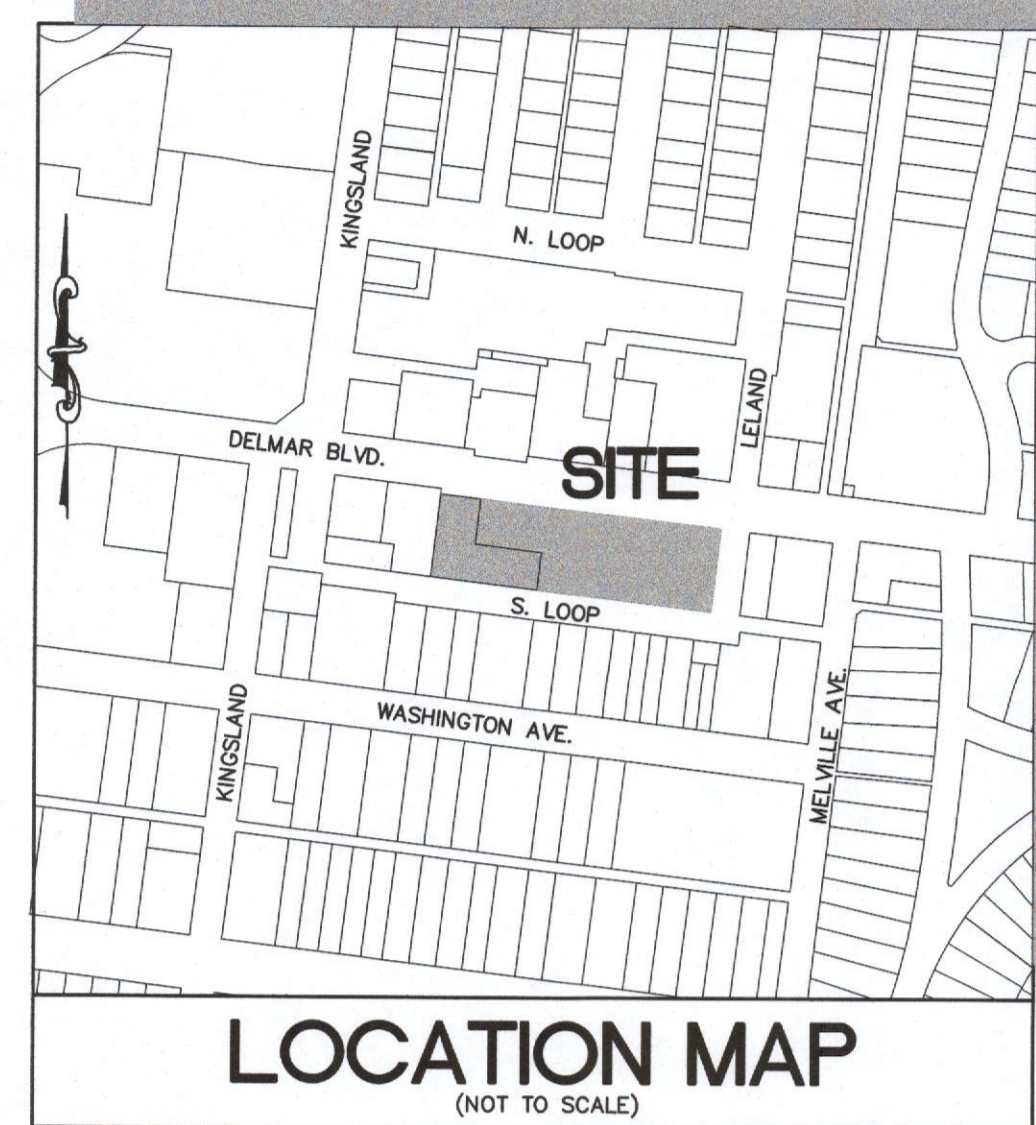 KINGSLAND
N. LOOP
LELAND
DELMAR BLVD.
SITE
S. LOOP
KINGSLAND
WASHINGTON AVE.
MELVILLE AVE.
LOCATION MAP
(NOT TO SCALE)